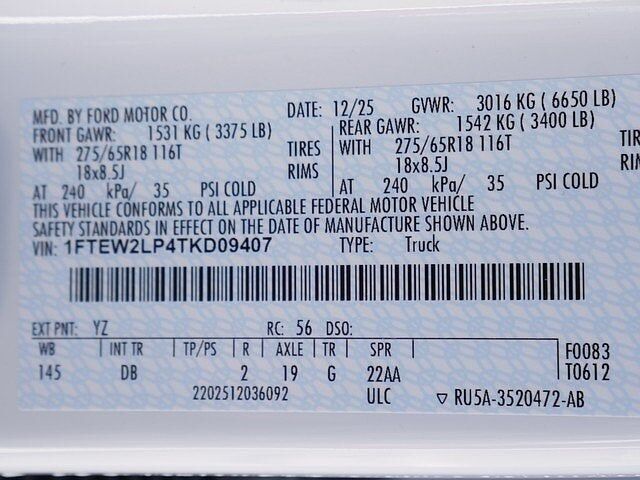 MFD. BY FORD MOTOR CO. DATE: 12/25 GVWR: 3016 KG ( 6650 LB)
FRONT GAWR: 1531 KG ( 3375 LB) REAR GAWR: 1542 KG ( 3400 LB)
WITH 275/65R18 116T TIRES WITH 275/65R18 116T TIR
18x8.5J RIMS 18x8.5J RIM
AT 240 kPa/ 35 PSI COLD AT 240 kPa/ 35 PSI COLD
THIS VEHICLE CONFORMS TO ALL APPLICABLE FEDERAL MOTOR VEHICLE
SAFETY STANDARDS IN EFFECT ON THE DATE OF MANUFACTURE SHOWN ABOVE.
VIN: 1FTEW2LP4TKD09407 TYPE: Truck
EXT PNT: YZ RC: 56 DSO:
WB INT TR TP/PS R AXLE TR SPR F0083
145 DB 2 19 G 22AA T0612
2202512036092 ULC ▽ RU5A-3520472-AB